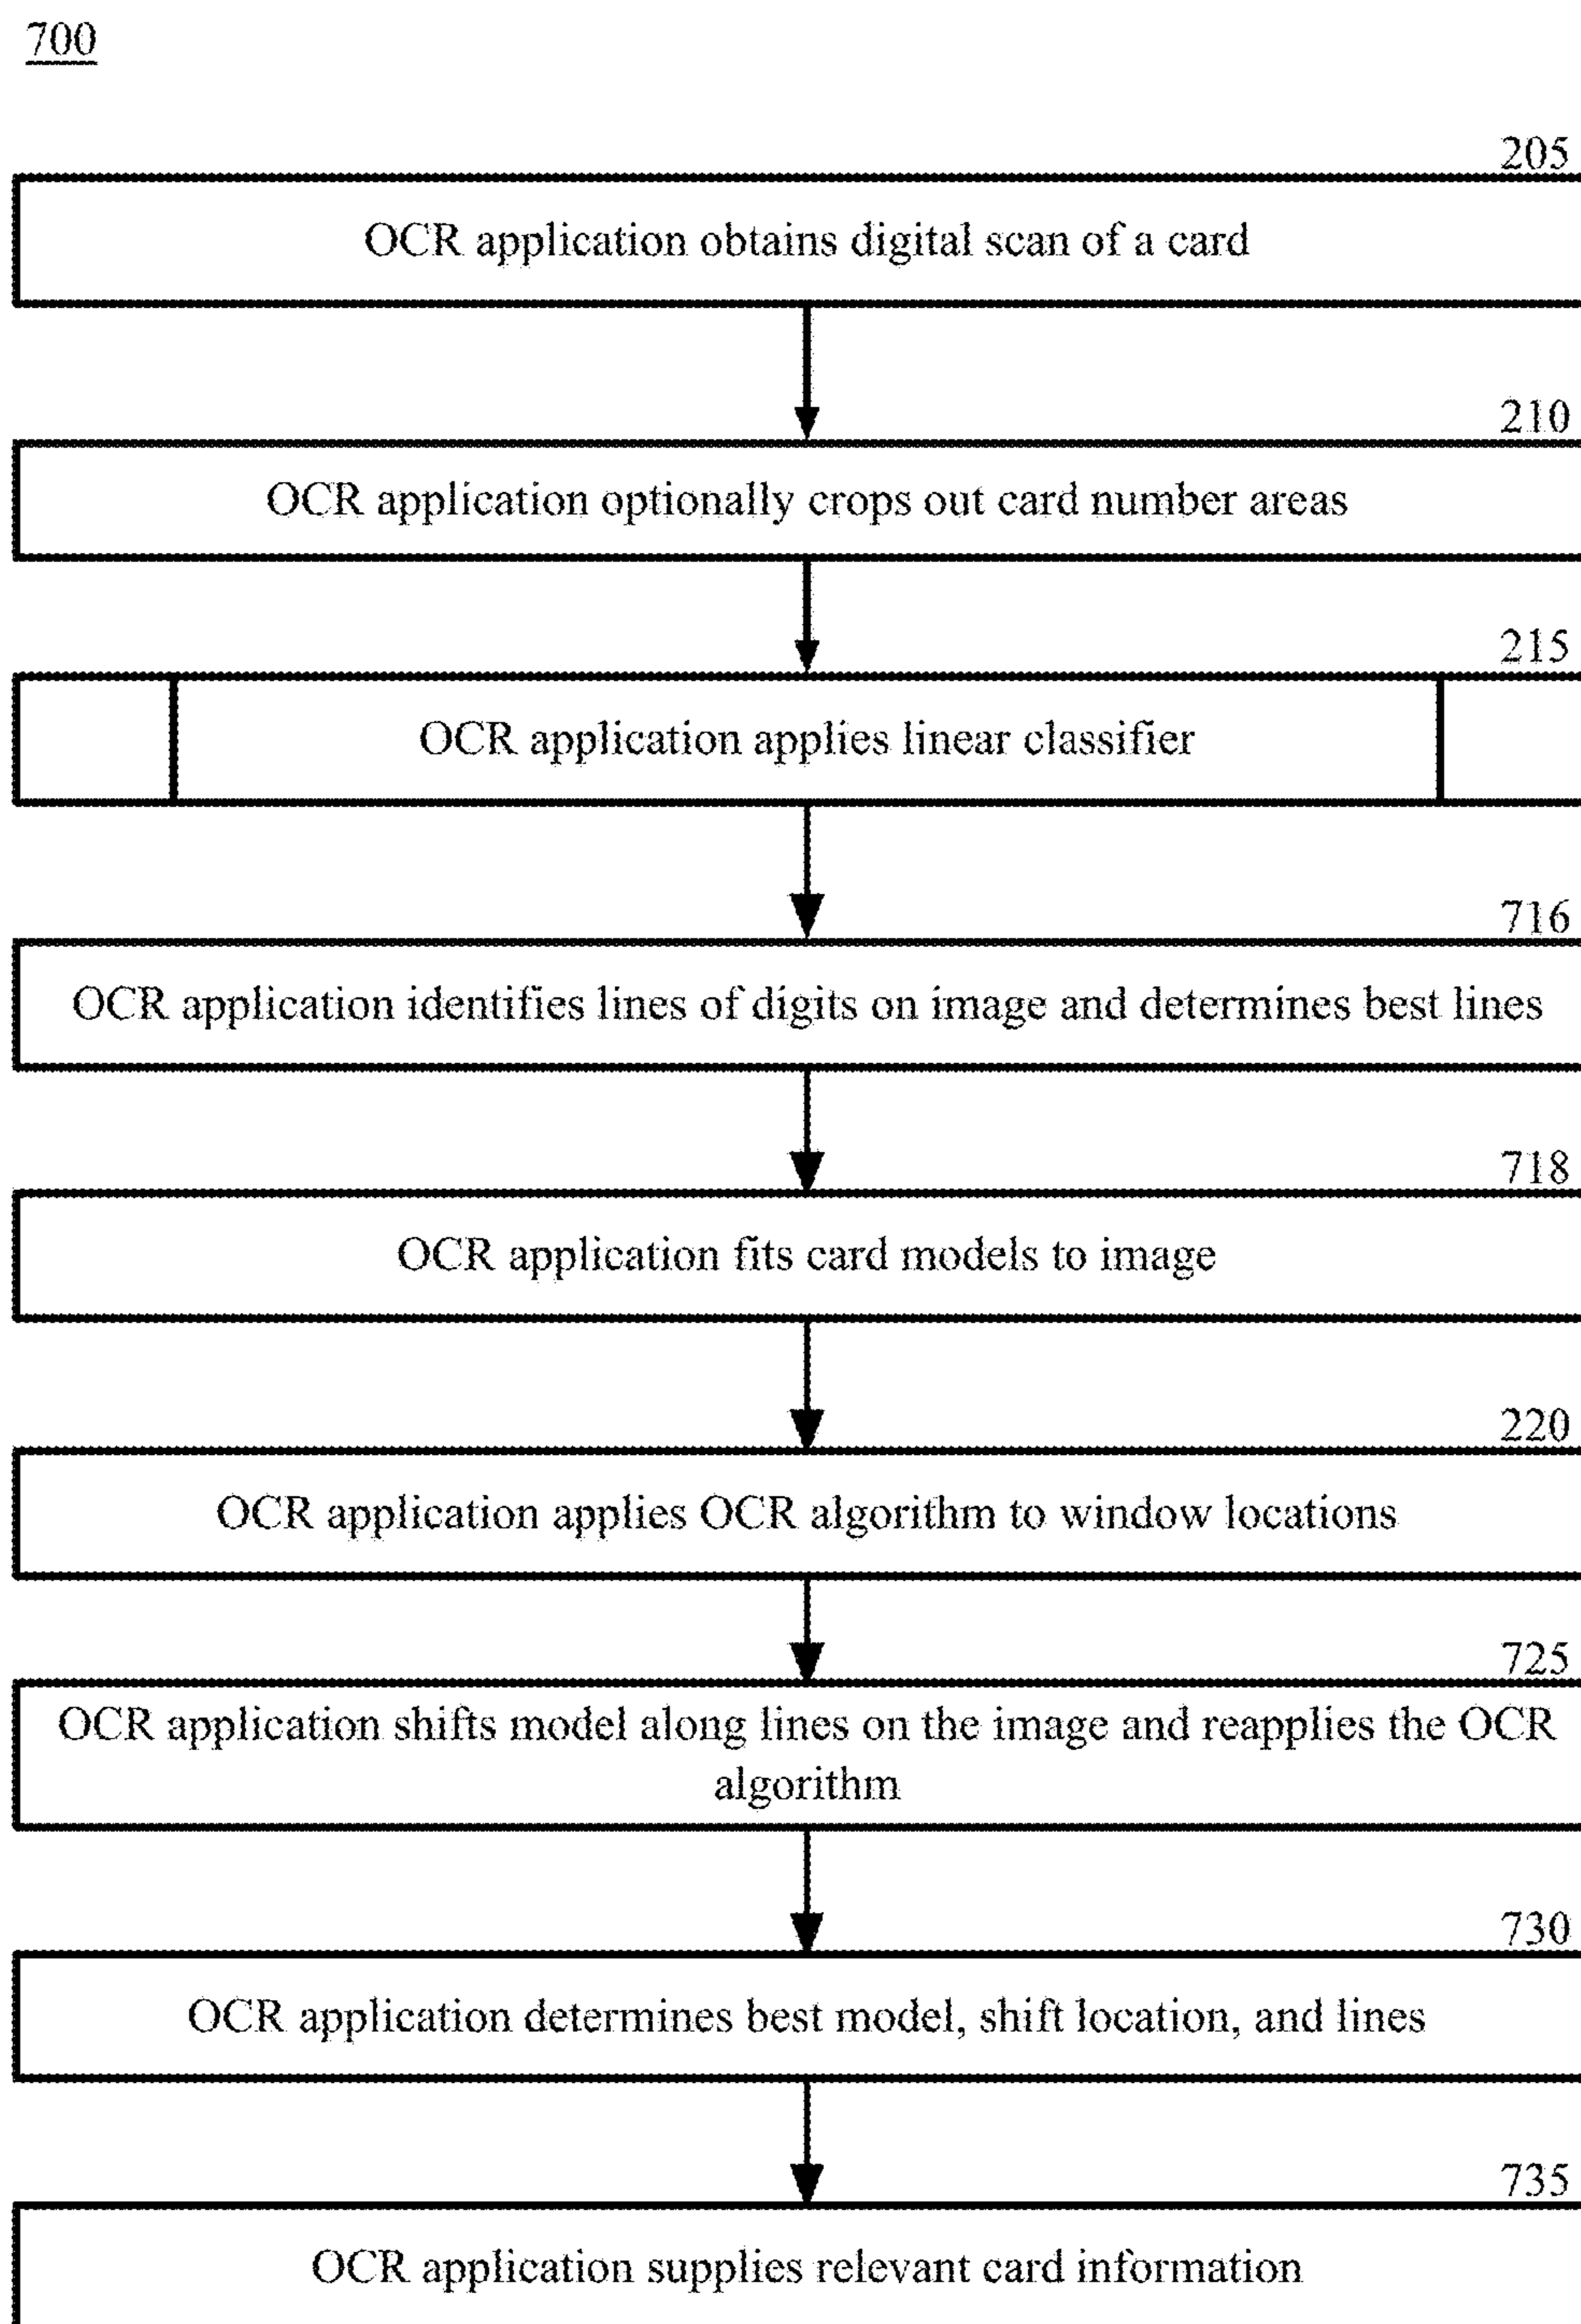 700
205
OCR application obtains digital scan of a card
210
OCR application optionally crops out card number areas
215
OCR application applies linear classifier
716
OCR application identifies lines of digits on image and determines best lines
718
OCR application fits card models to image
220
OCR application applies OCR algorithm to window locations
725
OCR application shifts model along lines on the image and reapplies the OCR
algorithm
730
OCR application determines best model, shift location, and lines
735
OCR application supplies relevant card information